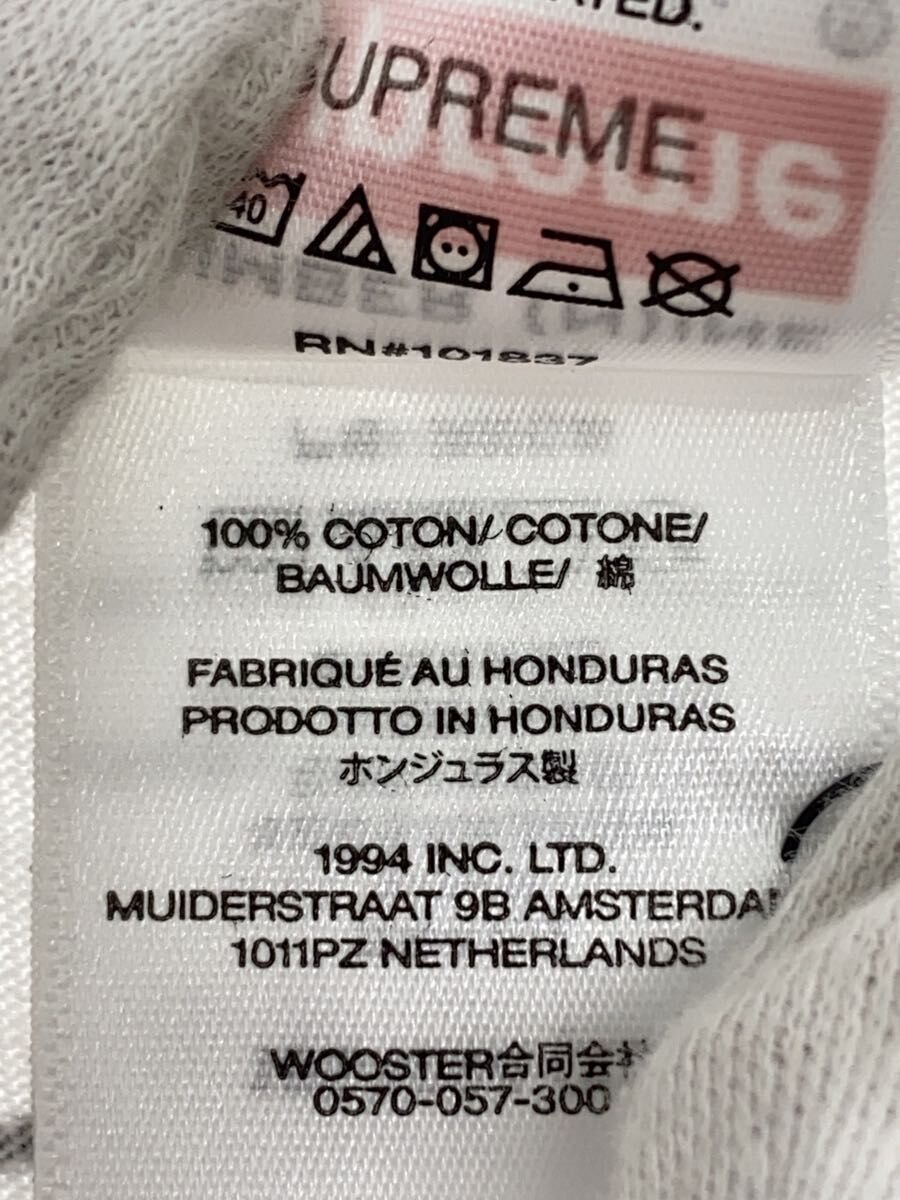 SUPREME
40
RN#101837
100% COTON/ COTONE/
BAUMWOLLE/ 綿
FABRIQUÉ AU HONDURAS
PRODOTTO IN HONDURAS
ホンジュラス製
1994 INC. LTD.
MUIDERSTRAAT 9B AMSTERDA
1011PZ NETHERLANDS
WOOSTER合同会社
0570-057-300